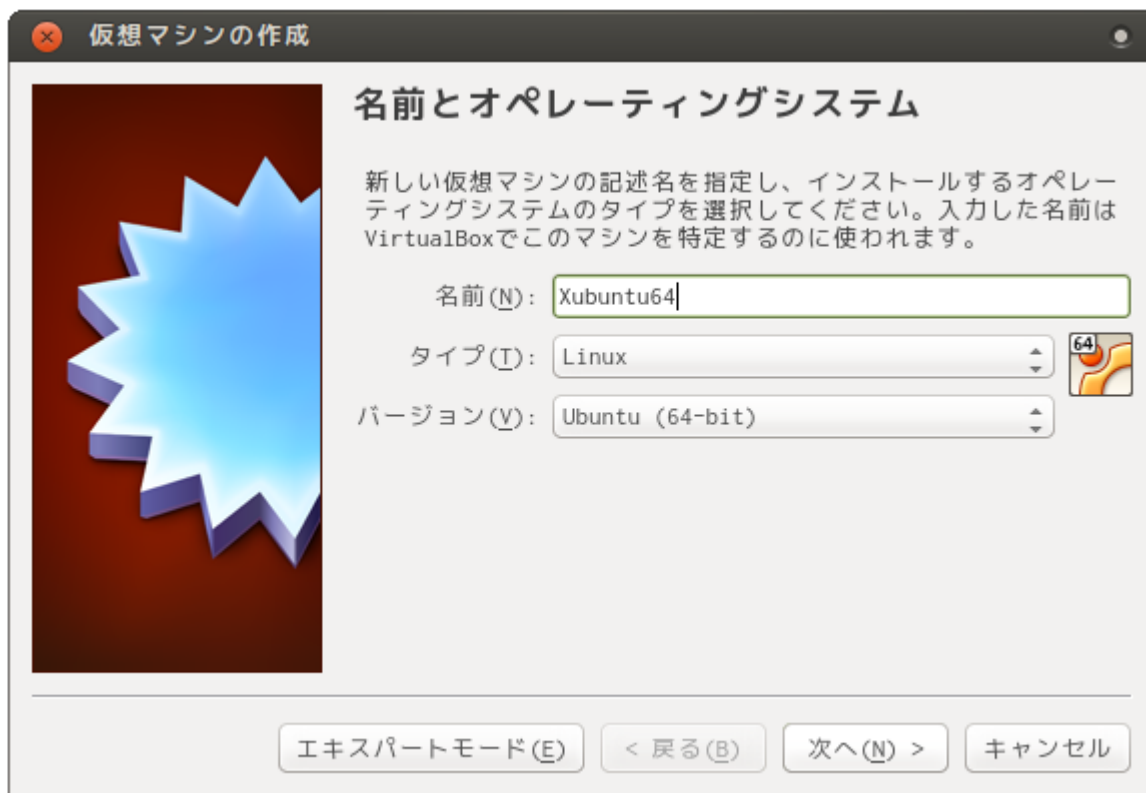 仮想マシンの作成
名前とオペレーティングシステム
新しい仮想マシンの記述名を指定し、インストールするオペレー
ティングシステムのタイプを選択してください。入力した名前は
VirtualBoxでこのマシンを特定するのに使われます。
名前(N): Xubuntu64
タイプ(T): Linux
64
バージョン(V): Ubuntu (64-bit)
エキスパートモード(E) < 戻る(B) 次へ(N) > キャンセル